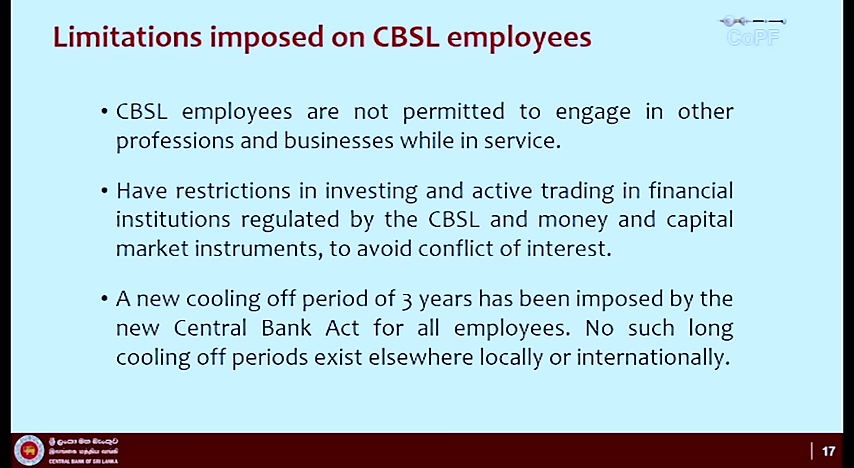 Limitations imposed on CBSL employees
CoPF
• CBSL employees are not permitted to engage in other
professions and businesses while in service.
• Have restrictions in investing and active trading in financial
institutions regulated by the CBSL and money and capital
market instruments, to avoid conflict of interest.
• A new cooling off period of 3 years has been imposed by the
new Central Bank Act for all employees. No such long
cooling off periods exist elsewhere locally or internationally.
ශ්‍රී ලංකා මහ බැංකුව
இலங்கை மத்திய வங்கி
CENTRAL BANK OF SRI LANKA
17